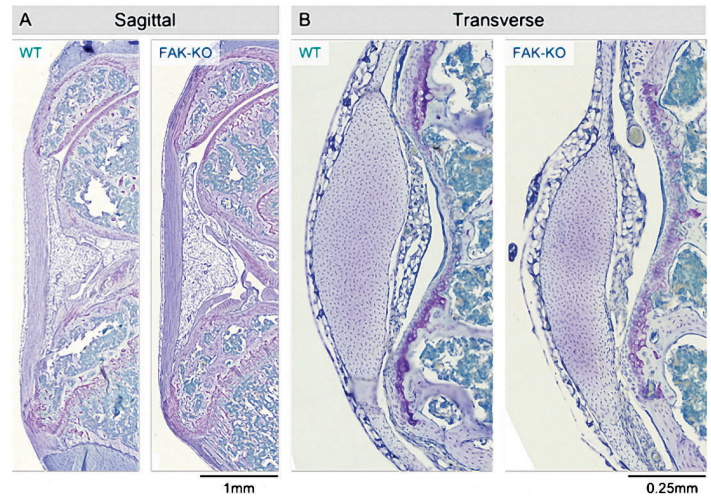 A Sagittal
B Transverse
WT
FAK-KO
WT
FAK-KO
1mm
0.25mm